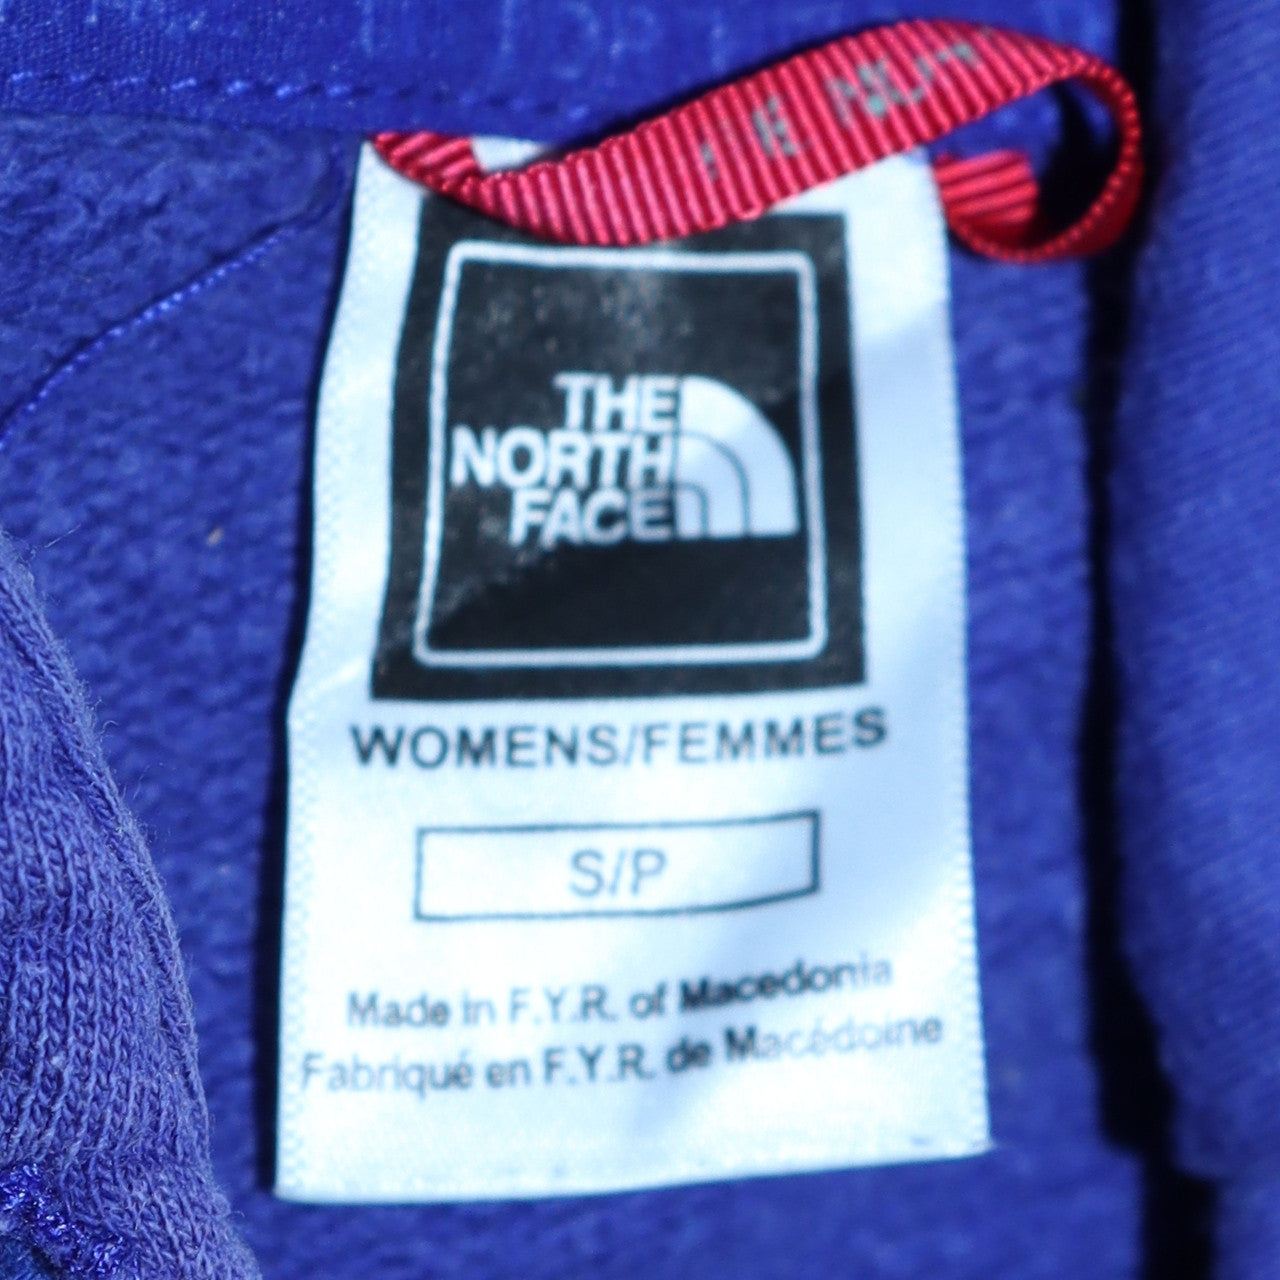 THE
NORTH
FACE
WOMENS/FEMMES
S/P
Made in F.Y.R. of Macedonia
Fabriqué en F.Y.R. de Macédoine